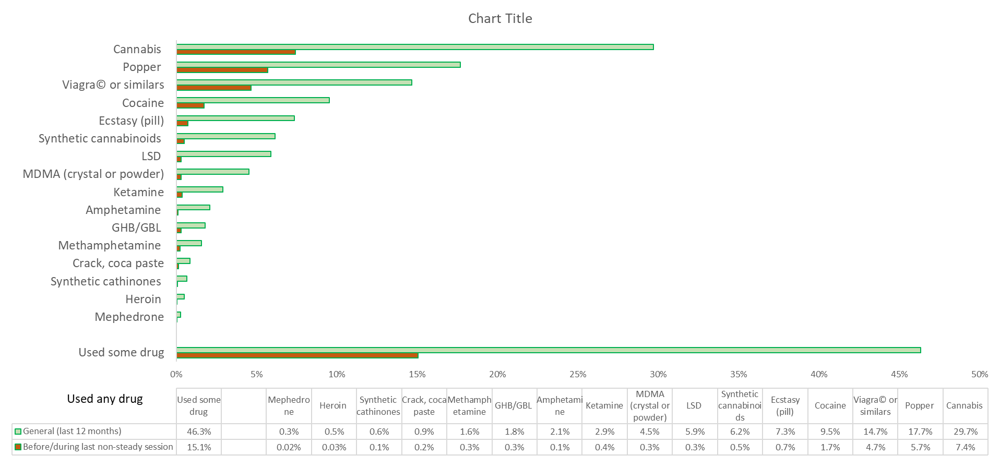 Chart Title
Cannabis
Popper
Viagra© or similars
Cocaine
Ecstasy (pill)
Synthetic cannabinoids
LSD
MDMA (crystal or powder)
Ketamine
Amphetamine
GHB/GBL
Methamphetamine
Crack, coca paste
Synthetic cathinones
Heroin
Mephedrone
Used some drug
0% 5% 10% 15% 20% 25% 30% 35% 40% 45% 50%
Used any drug
Used some
drug
Mephedro
ne
Heroin
Synthetic
cathinones
Crack, coca
paste
Methamph
etamine
GHB/GBL
Amphetami
ne
Ketamine
MDMA
(crystal or
powder)
LSD
Synthetic
cannabinoi
ds
Ecstasy
(pill)
Cocaine
Viagra© or
similars
Popper
Cannabis
General (last 12 months) 46.3% 0.3% 0.5% 0.6% 0.9% 1.6% 1.8% 2.1% 2.9% 4.5% 5.9% 6.2% 7.3% 9.5% 14.7% 17.7% 29.7%
Before/during last non-steady session 15.1% 0.02% 0.03% 0.1% 0.2% 0.3% 0.3% 0.1% 0.4% 0.3% 0.3% 0.5% 0.7% 1.7% 4.7% 5.7% 7.4%